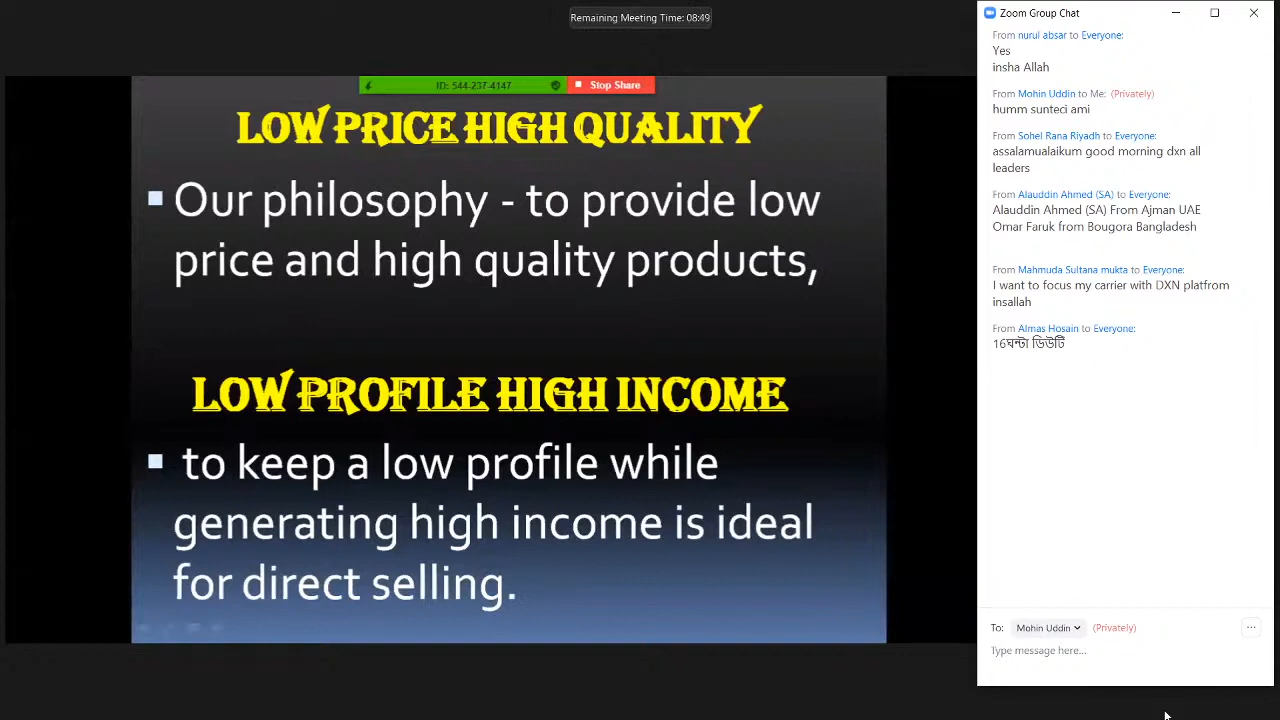 Remaining Meeting Time: 08:49
ID: 544-237-4147
Stop Share
LOW PRICE HIGH QUALITY
Our philosophy - to provide low
price and high quality products,
LOW PROFILE HIGH INCOME
to keep a low profile while
generating high income is ideal
for direct selling.
Zoom Group Chat
From nurul absar to Everyone:
Yes
insha Allah
From Mohin Uddin to Me: (Privately)
humm sunteci ami
From Sohel Rana Riyadh to Everyone:
assalamualaikum good morning dxn all
leaders
From Alauddin Ahmed (SA) to Everyone:
Alauddin Ahmed (SA) From Ajman UAE
Omar Faruk from Bougora Bangladesh
From Mahmuda Sultana mukta to Everyone:
I want to focus my carrier with DXN platfrom
insallah
From Almas Hosain to Everyone:
16ঘন্টা ডিউটি
To: Mohin Uddin (Privately)
Type message here...